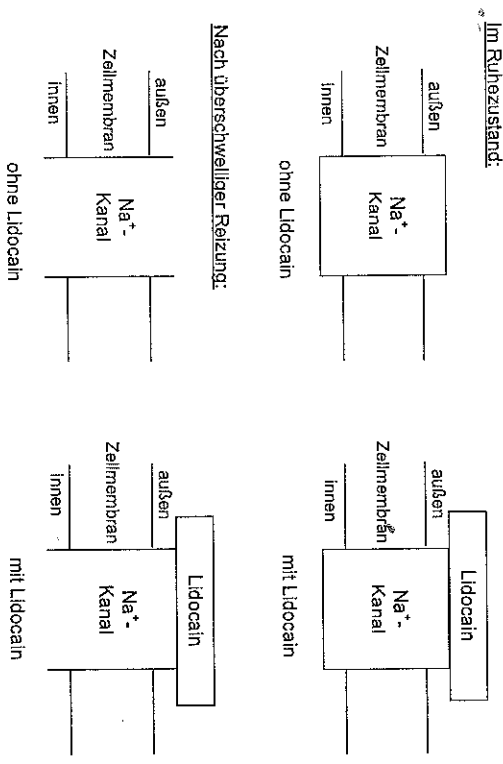 Im Ruhezustand:
außen
Zellmembran
innen
Na⁺-
Kanal
ohne Lidocain
Lidocain
außen
Zellmembran
innen
Na⁺-
Kanal
mit Lidocain
Nach überschwelliger Reizung:
außen
Zellmembran
innen
Na⁺-
Kanal
ohne Lidocain
Lidocain
außen
Zellmembran
innen
Na⁺-
Kanal
mit Lidocain